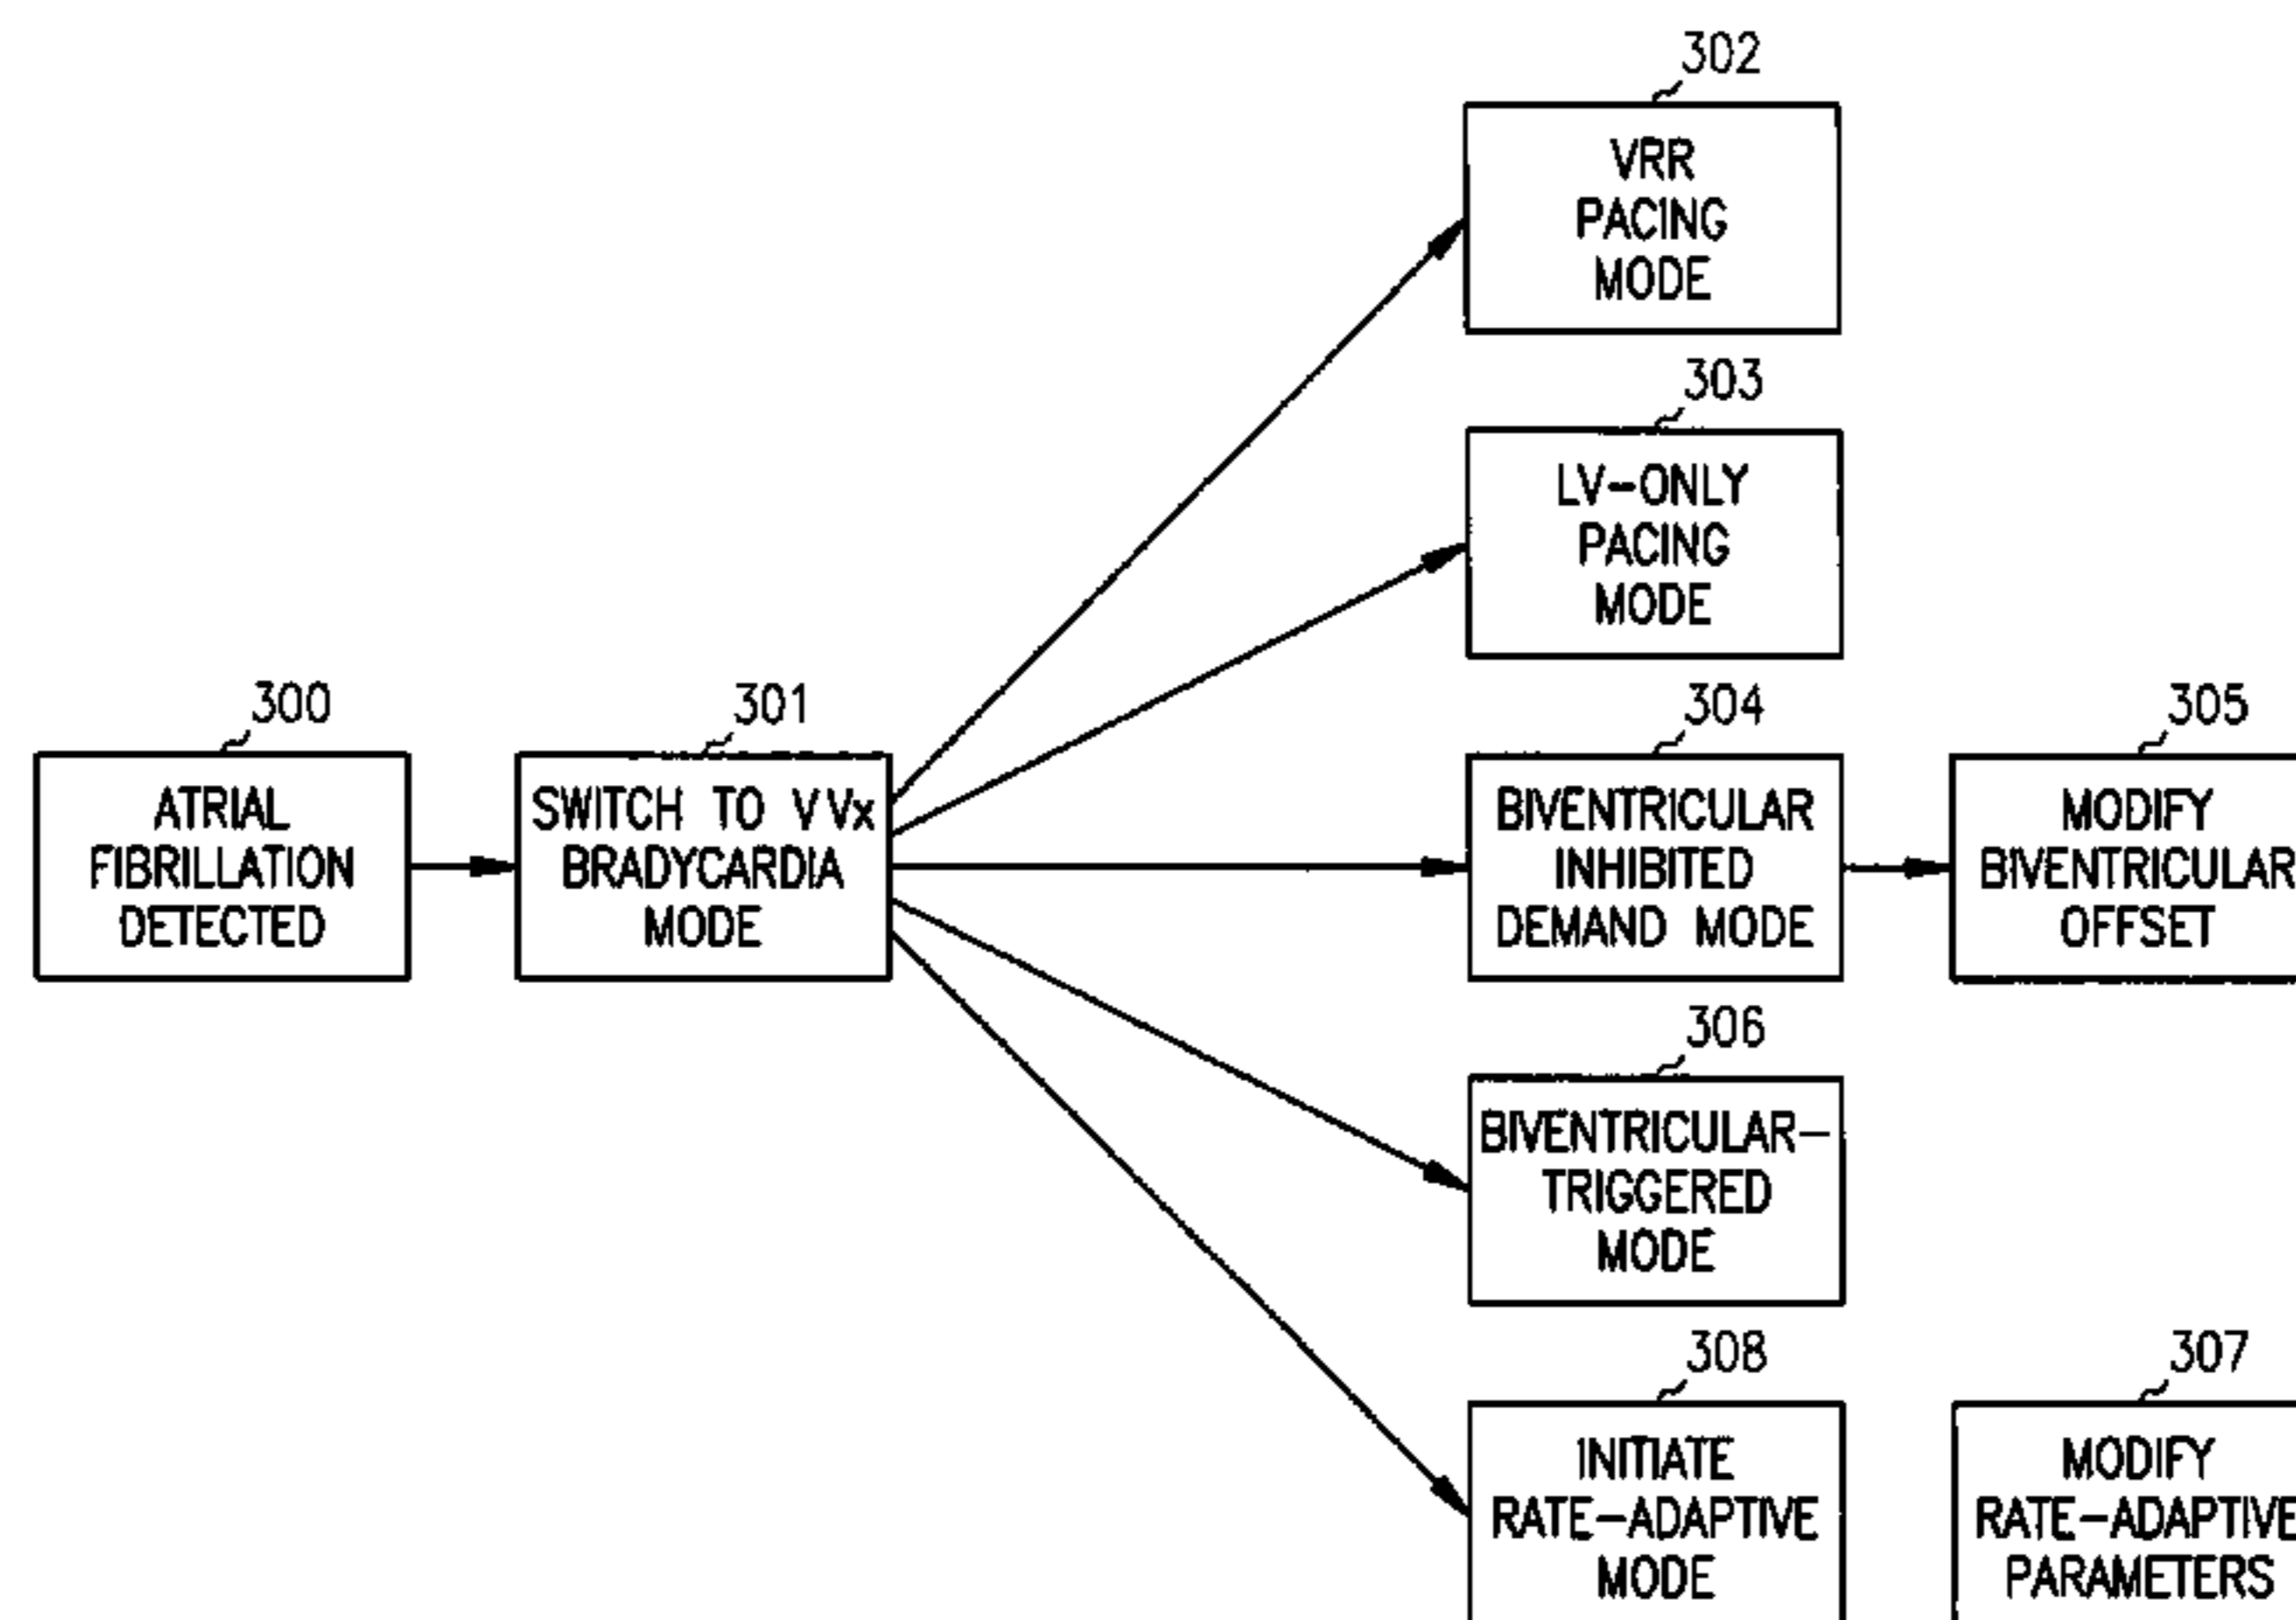 302
VRR
PACING
MODE
303
LV-ONLY
PACING
MODE
300
ATRIAL
FIBRILLATION
DETECTED
301
SWITCH TO VVx
BRADYCARDIA
MODE
304
BIVENTRICULAR
INHIBITED
DEMAND MODE
305
MODIFY
BIVENTRICULAR
OFFSET
306
BIVENTRICULAR-
TRIGGERED
MODE
308
INITIATE
RATE-ADAPTIVE
MODE
307
MODIFY
RATE-ADAPTIVE
PARAMETERS